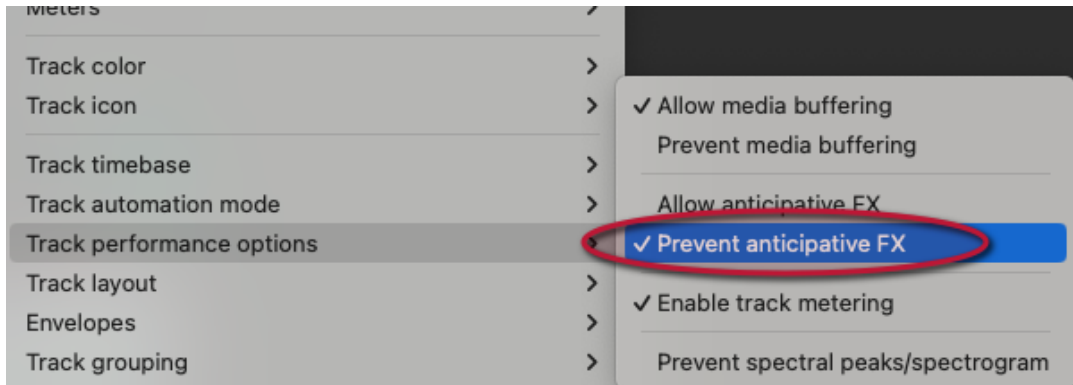 Meters
Track color
Track icon
Track timebase
Track automation mode
Track performance options
Track layout
Envelopes
Track grouping
✓ Allow media buffering
Prevent media buffering
Allow anticipative FX
✓ Prevent anticipative FX
✓ Enable track metering
Prevent spectral peaks/spectrogram